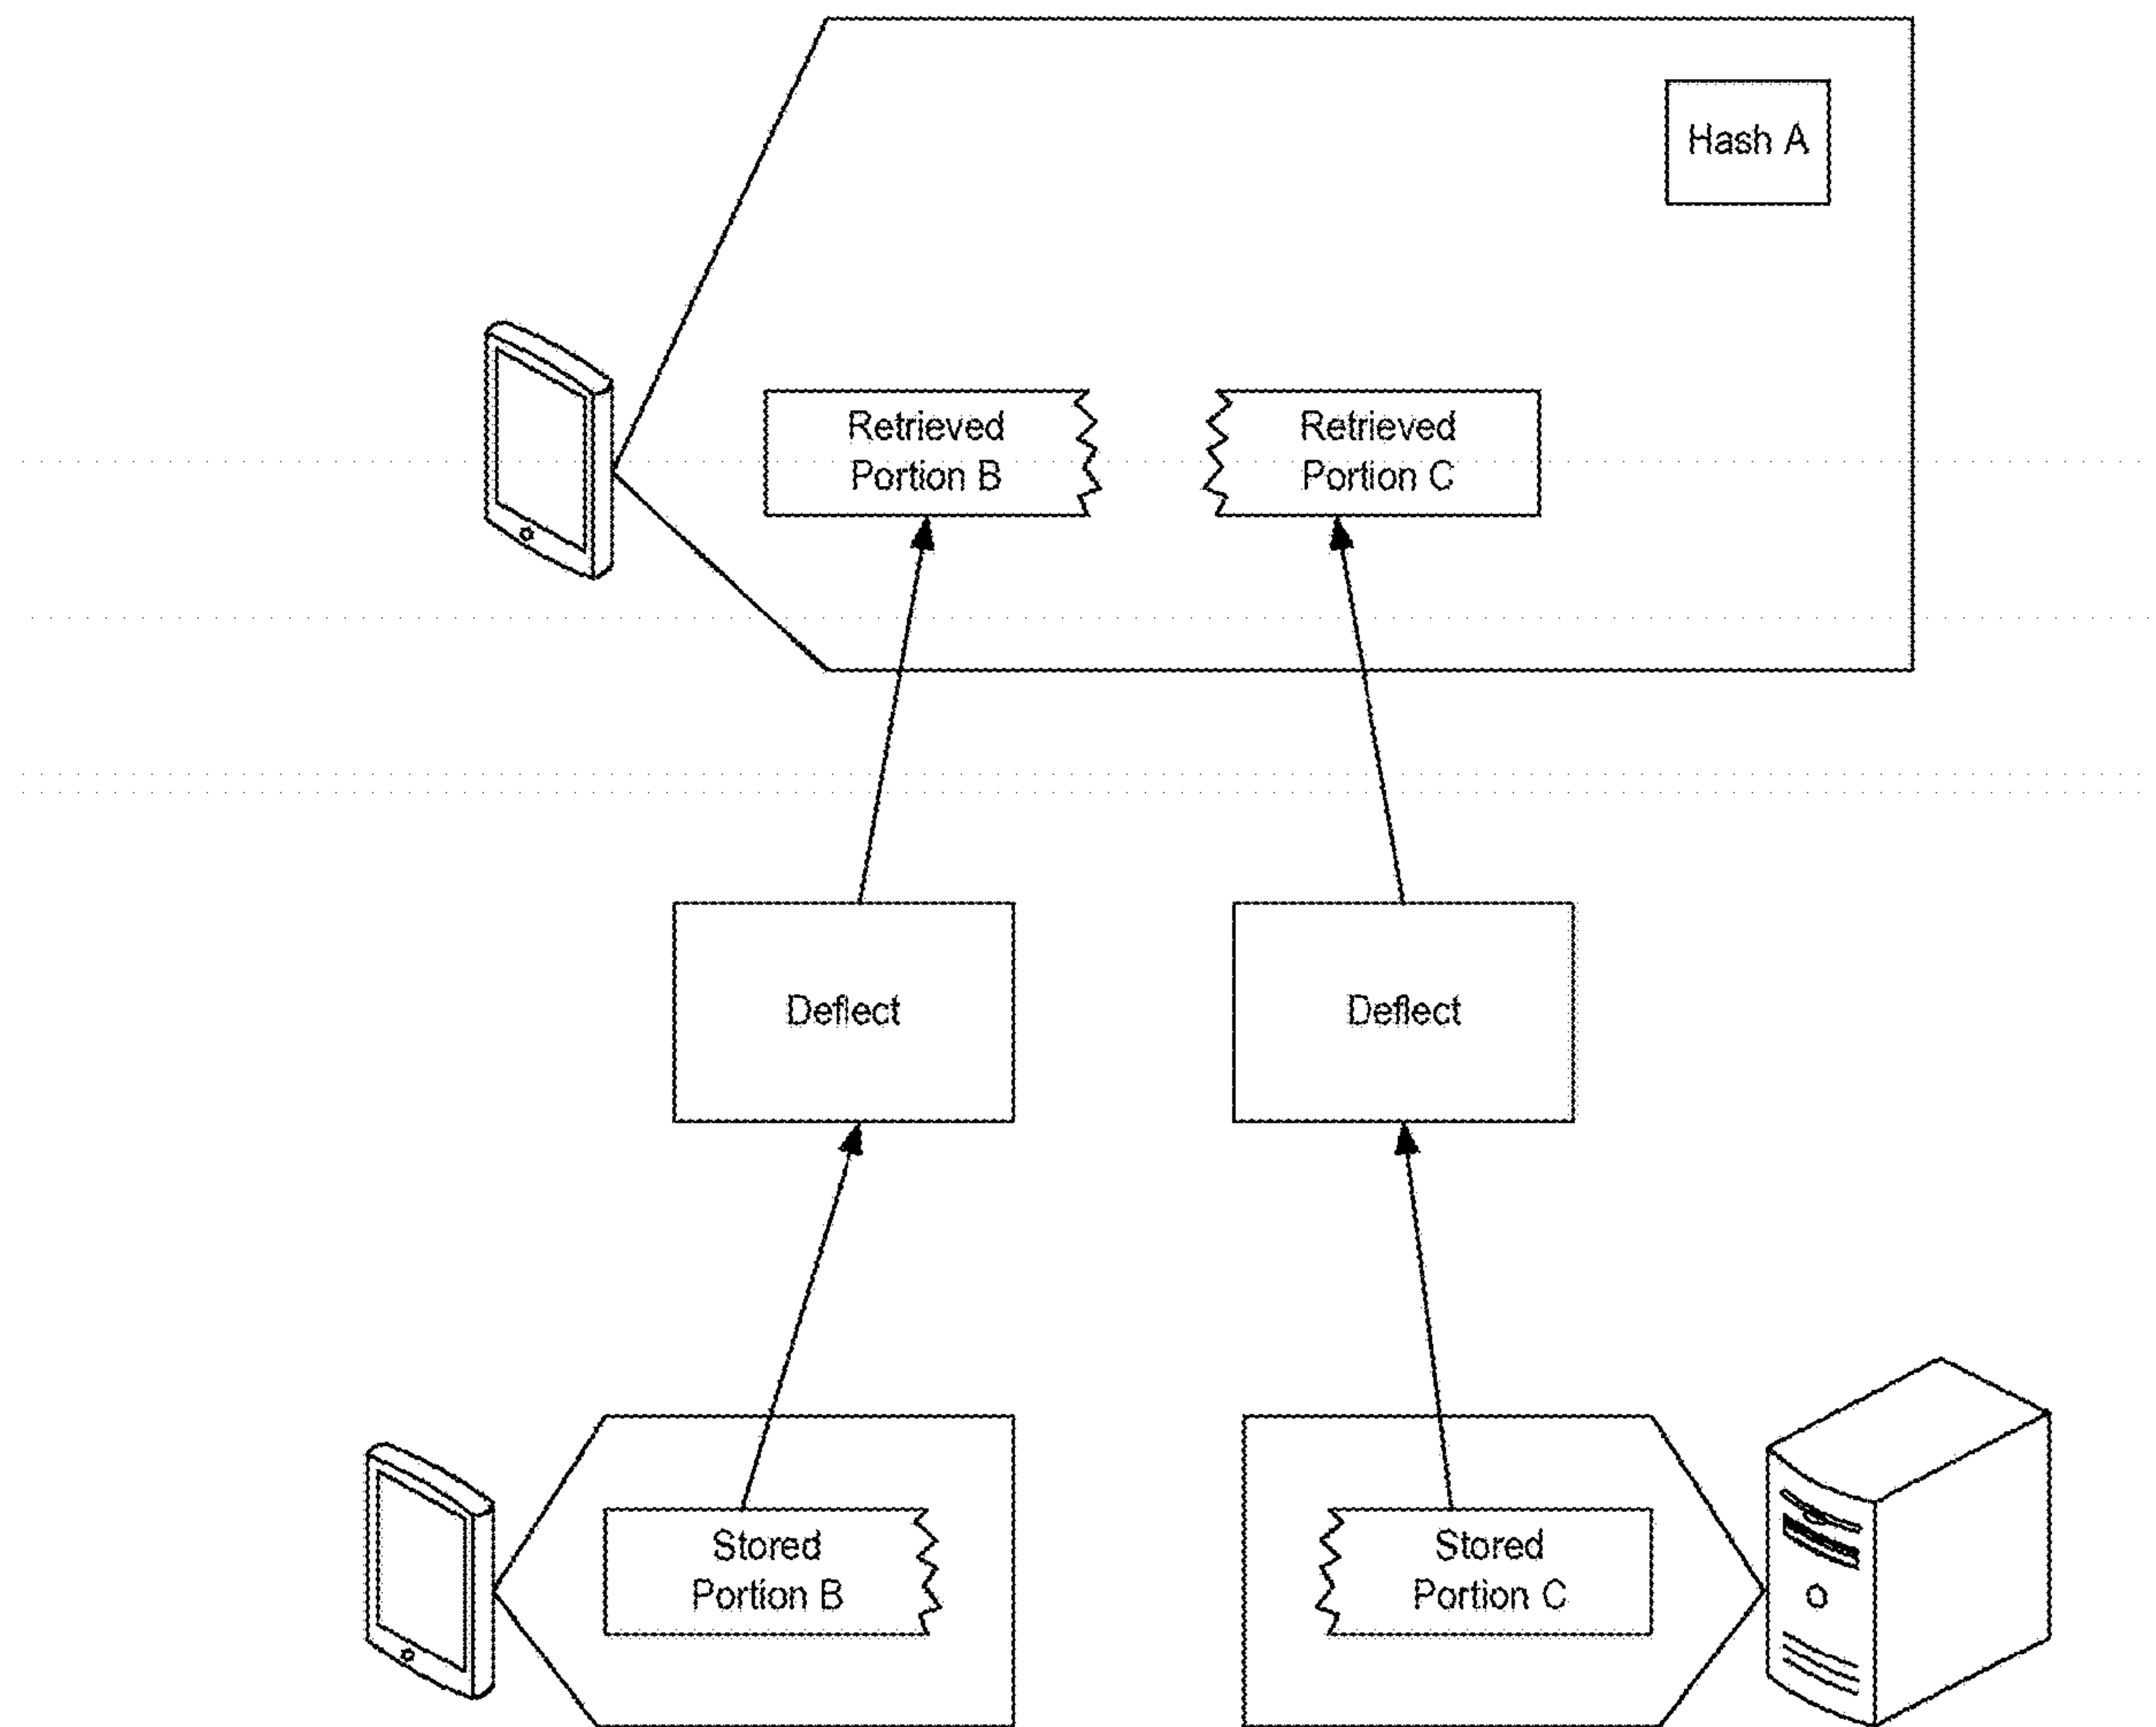 Hash A
Retrieved
Portion B
Retrieved
Portion C
Deflect
Deflect
Stored
Portion B
Stored
Portion C